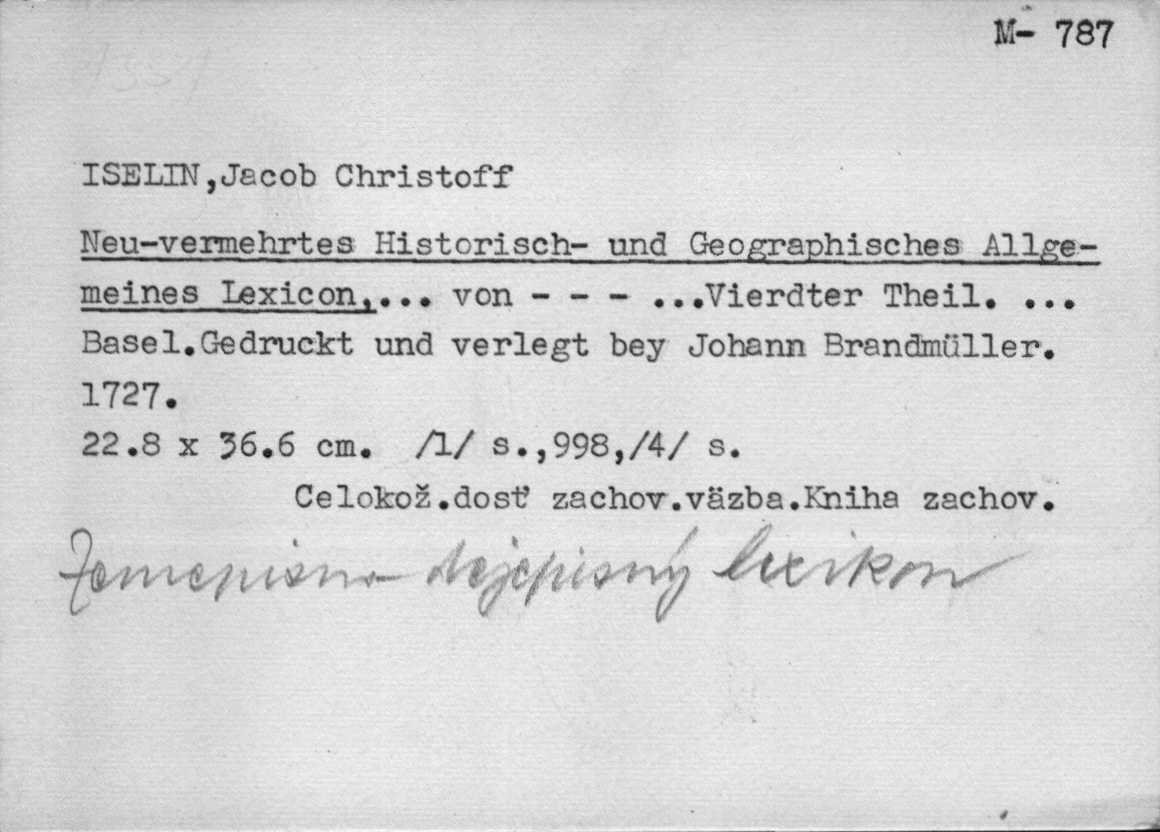 M- 787
ISELIN,Jacob Christoff
Neu-vermehrtes Historisch- und Geographisches Allge-
meines Lexicon,... von - - - ...Vierdter Theil. ...
Basel.Gedruckt und verlegt bey Johann Brandmüller.
1727.
22.8 x 36.6 cm. /1/ s.,998,/4/ s.
Celokož.dosť zachov.väzba.Kniha zachov.
Zemepisno-dejepisný lexikon